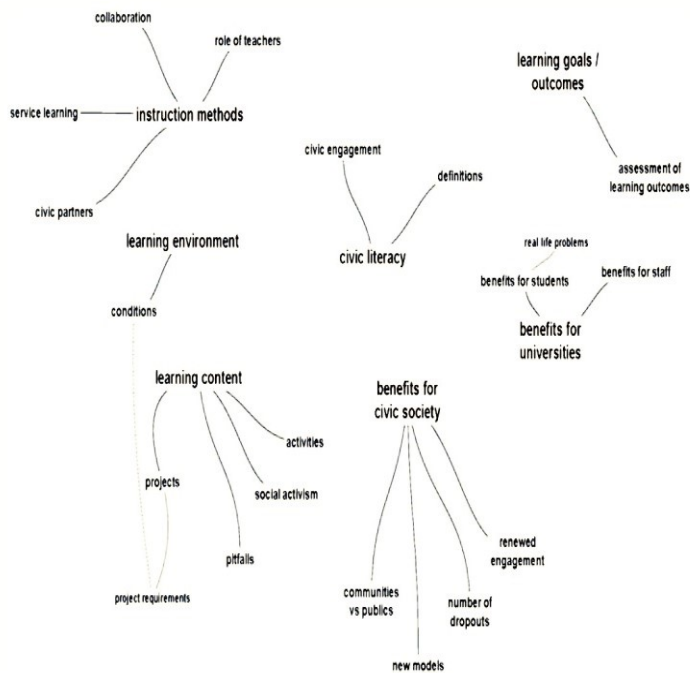 collaboration
role of teachers
service learning
instruction methods
civic partners
learning goals /
outcomes
assessment of
learning outcomes
civic engagement
definitions
civic literacy
learning environment
conditions
real life problems
benefits for students
benefits for staff
benefits for
universities
learning content
activities
projects
social activism
pitfalls
project requirements
benefits for
civic society
renewed
engagement
communities
vs publics
number of
dropouts
new models